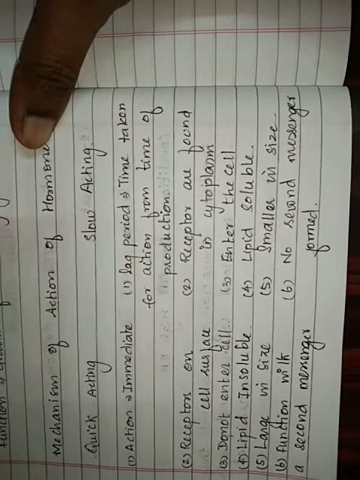 Mechanism of Action of Hormone
Quick Acting Slow Acting
(1) Action → Immediate (1) Lag period → Time taken
for action from time of
production
(2) Receptors on (2) Receptor are found
cell surface in cytoplasm
(3) Donot enter cell. (3) Enter the cell
(4) Lipid Insoluble. (4) Lipid soluble.
(5) Large in size (5) Smaller in size.
(6) Function with (6) No second messenger
a second messenger formed.